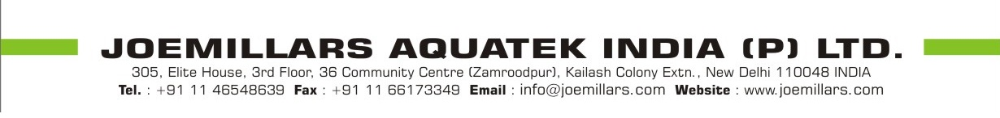 JOEMILLARS AQUATEK INDIA (P) LTD.
305, Elite House, 3rd Floor, 36 Community Centre (Zamroodpur), Kailash Colony Extn., New Delhi 110048 INDIA
Tel. : +91 11 46548639 Fax : +91 11 66173349 Email : info@joemillars.com Website : www.joemillars.com